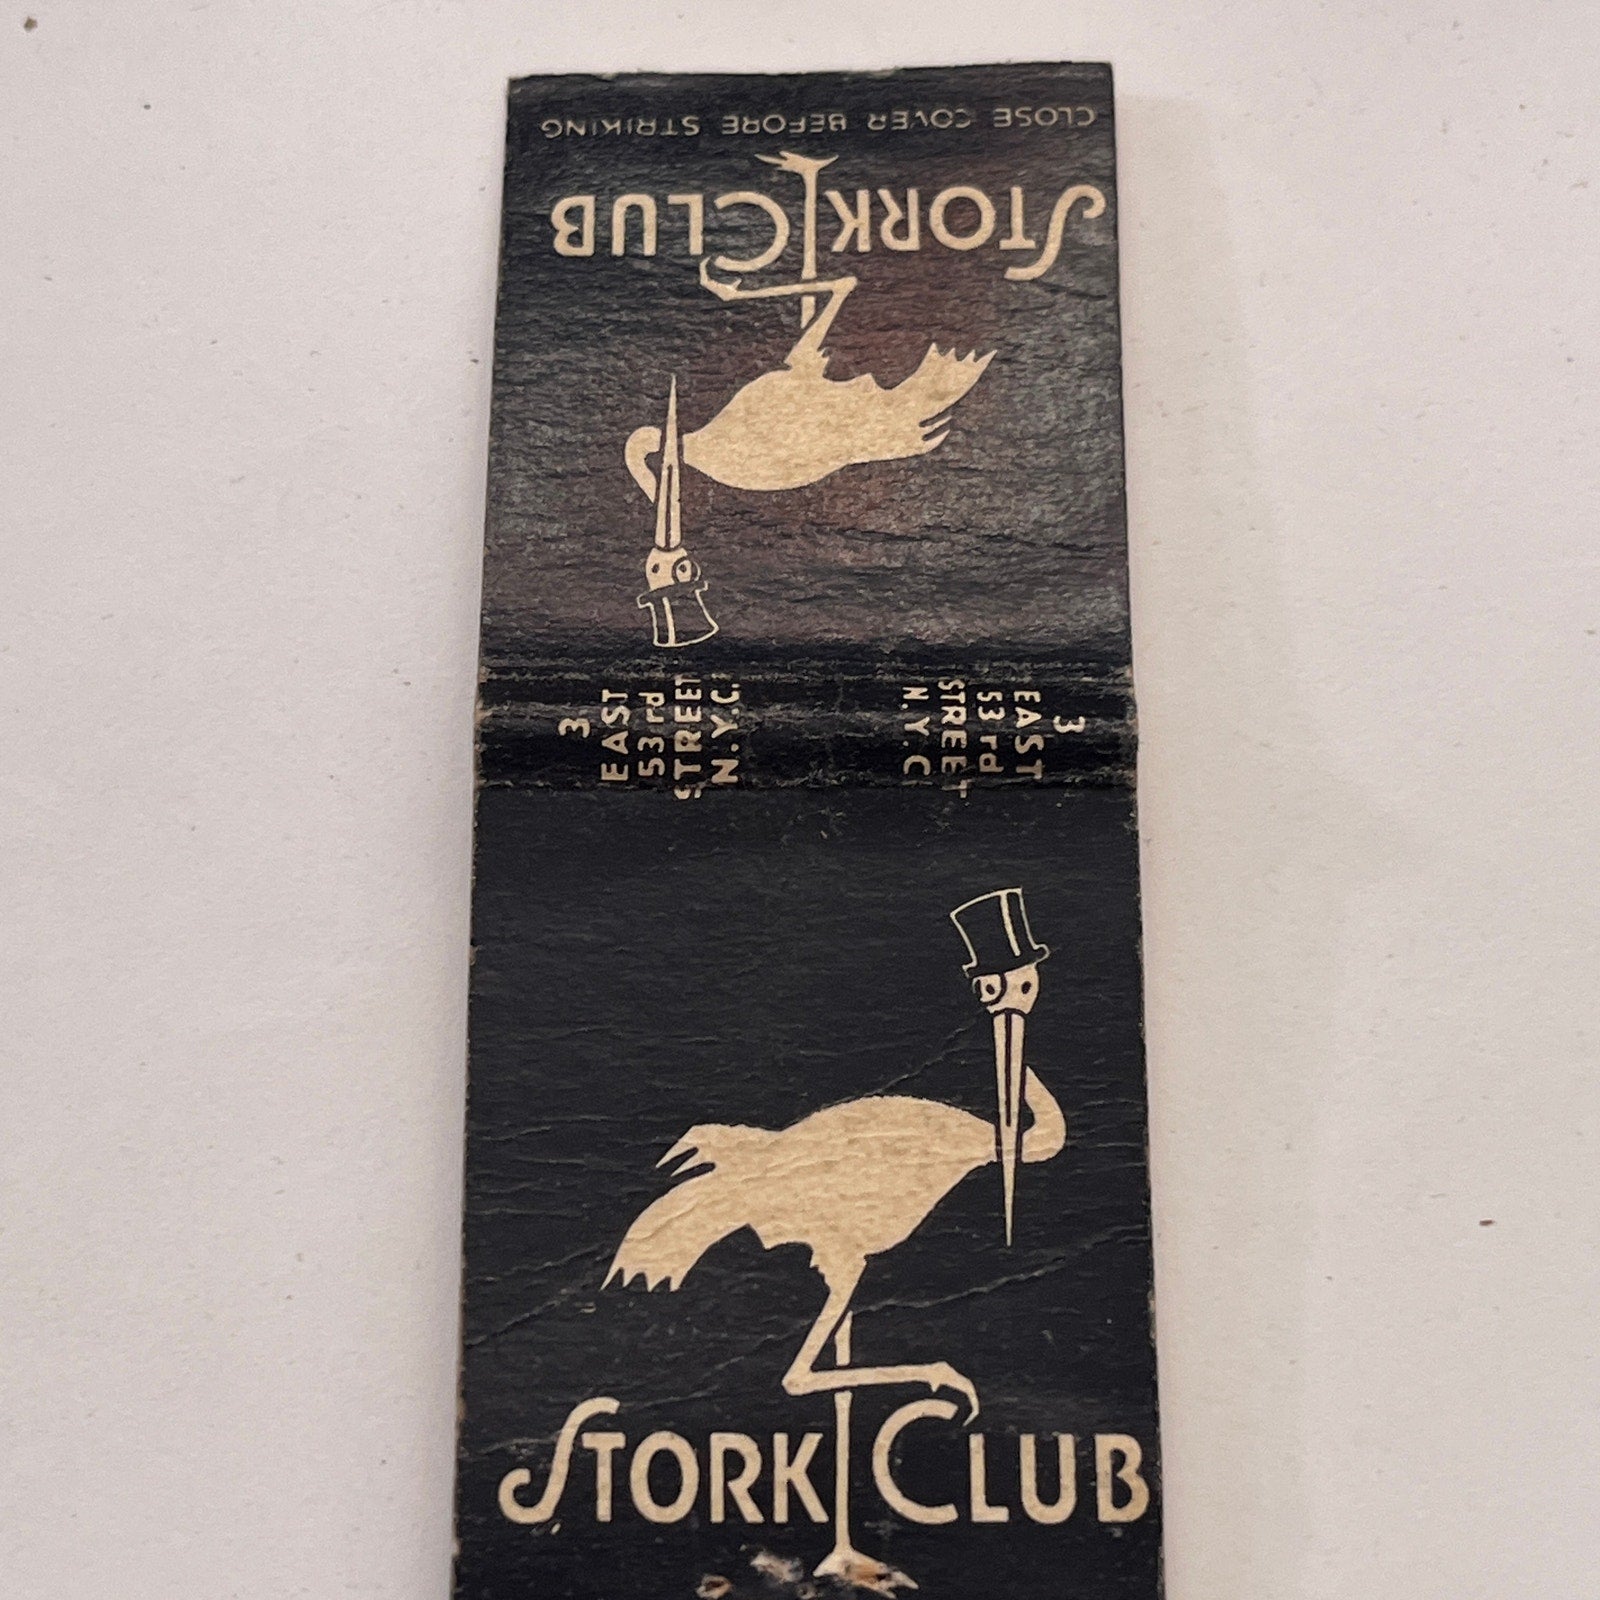 CLOSE COVER BEFORE STRIKING
STORK CLUB
3
EAST
53rd
STREET
N.Y.C.
3
EAST
53rd
STREET
N.Y.C
STORK CLUB